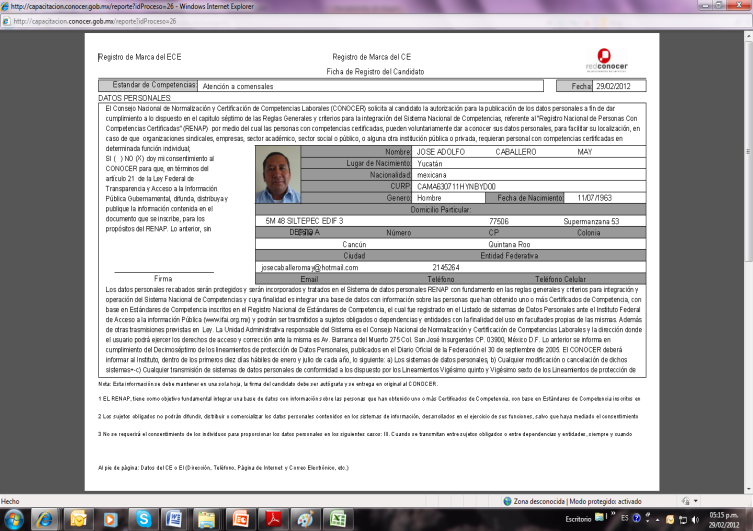 http://capacitacion.conocer.gob.mx/reporte?idProceso=26 - Windows Internet Explorer
http://capacitacion.conocer.gob.mx/reporte?idProceso=26
Registro de Marca del ECE Registro de Marca del CE
redconocer
Ficha de Registro del Candidato
Estandar de Competencias: Atención a comensales Fecha: 29/02/2012
DATOS PERSONALES:
El Consejo Nacional de Normalización y Certificación de Competencias Laborales (CONOCER) solicita al candidato la autorización para la publicación de los datos personales a fin de dar
cumplimiento a lo dispuesto en el capítulo séptimo de las Reglas Generales y criterios para la integración del Sistema Nacional de Competencias, referente al "Registro Nacional de Personas Con
Competencias Certificadas" (RENAP) por medio del cual las personas con competencias certificadas, pueden voluntariamente dar a conocer sus datos personales, para facilitar su localización, en
caso de que organizaciones sindicales, empresas, sector académico, sector social o público, o alguna otra institución pública o privada, requieran personal con competencias certificadas en
determinada función individual;
SI ( ) NO (X) doy mi consentimiento al
CONOCER para que, en términos del
artículo 21 de la Ley Federal de
Transparencia y Acceso a la Información
Pública Gubernamental, difunda, distribuya y
publique la información contenida en el
documento que se inscribe, para los
propósitos del RENAP. Lo anterior, sin
Firma
Nombre: JOSE ADOLFO CABALLERO MAY
Lugar de Nacimiento: Yucatán
Nacionalidad: mexicana
CURP: CAMA630711HYNBYD00
Genero: Hombre Fecha de Nacimiento: 11/07/1963
Domicilio Particular:
5M 48 SILTEPEC EDIF 3 77506 Supermanzana 53
DEPTO A
Número CP Colonia
Cancún Quintana Roo
Ciudad Entidad Federativa
josecaballeromay@hotmail.com 2145264
Email Teléfono Teléfono Celular
Los datos personales recabados serán protegidos y serán incorporados y tratados en el Sistema de datos personales RENAP con fundamento en las reglas generales y criterios para integración y
operación del Sistema Nacional de Competencias y cuya finalidad es integrar una base de datos con información sobre las personas que han obtenido uno o más Certificados de Competencia, con
base en Estándares de Competencia inscritos en el Registro Nacional de Estándares de Competencia, el cual fue registrado en el Listado de sistemas de Datos Personales ante el Instituto Federal
de Acceso a la información Pública (www.ifai.org.mx) y podrán ser trasmitidos a sujetos obligados o dependencias y entidades con la finalidad del uso en facultades propias de las mismas. Además
de otras trasmisiones previstas en Ley. La Unidad Administrativa responsable del Sistema es el Consejo Nacional de Normalización y Certificación de Competencias Laborales y la dirección donde
el usuario podrá ejercer los derechos de acceso y corrección ante la misma es Av. Barranca del Muerto 275 Col. San José Insurgentes CP. 03900, México D.F. Lo anterior se informa en
cumplimiento del Decimoséptimo de los lineamientos de protección de Datos Personales, publicados en el Diario Oficial de la Federación el 30 de septiembre de 2005. El CONOCER deberá
informar al Instituto, dentro de los primeros diez días hábiles de enero y julio de cada año, lo siguiente: a) Los sistemas de datos personales; b) Cualquier modificación o cancelación de dichos
sistemas=-c) Cualquier transmisión de sistemas de datos personales de conformidad a los dispuesto por los Lineamientos Vigésimo quinto y Vigésimo sexto de los Lineamientos de protección de
Nota: Esta información se debe mantener en una sola hoja, la firma del candidato debe ser autógrafa y se entrega en original al CONOCER.
1 EL RENAP, tiene como objetivo fundamental integrar una base de datos con información sobre las personas que han obtenido uno o más Certificados de Competencia, con base en Estándares de Competencia inscritos en
2 Los sujetos obligados no podrán difundir, distribuir o comercializar los datos personales contenidos en los sistemas de información, desarrollados en el ejercicio de sus funciones, salvo que haya mediado el consentimiento
3 No se requerirá el consentimiento de los individuos para proporcionar los datos personales en los siguientes casos: III. Cuando se transmitan entre sujetos obligados o entre dependencias y entidades, siempre y cuando
Al pie de página: Datos del CE o EI (Dirección, Teléfono, Página de Internet y Correo Electrónico, etc.)
Hecho Zona desconocida | Modo protegido: activado
Escritorio ES 05:15 p.m.
29/02/2012